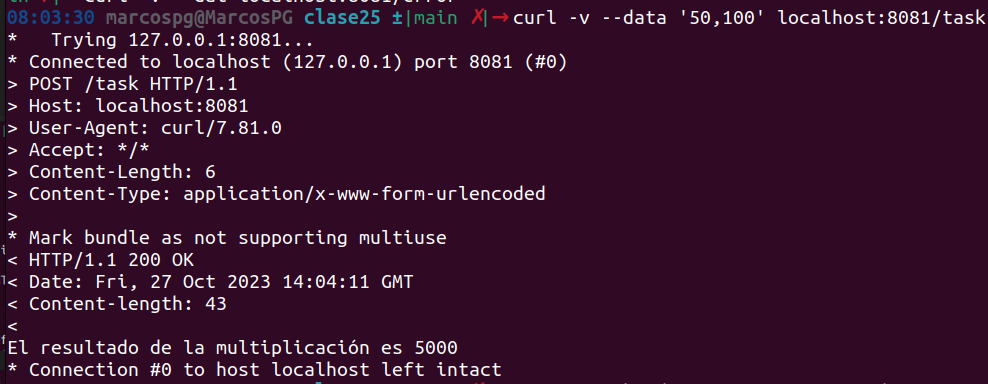 08:03:30 marcospg@MarcosPG clase25 ±|main ✗|→curl -v --data '50,100' localhost:8081/task
*   Trying 127.0.0.1:8081...
* Connected to localhost (127.0.0.1) port 8081 (#0)
> POST /task HTTP/1.1
> Host: localhost:8081
> User-Agent: curl/7.81.0
> Accept: */*
> Content-Length: 6
> Content-Type: application/x-www-form-urlencoded
>
* Mark bundle as not supporting multiuse
< HTTP/1.1 200 OK
< Date: Fri, 27 Oct 2023 14:04:11 GMT
< Content-length: 43
<
El resultado de la multiplicación es 5000
* Connection #0 to host localhost left intact